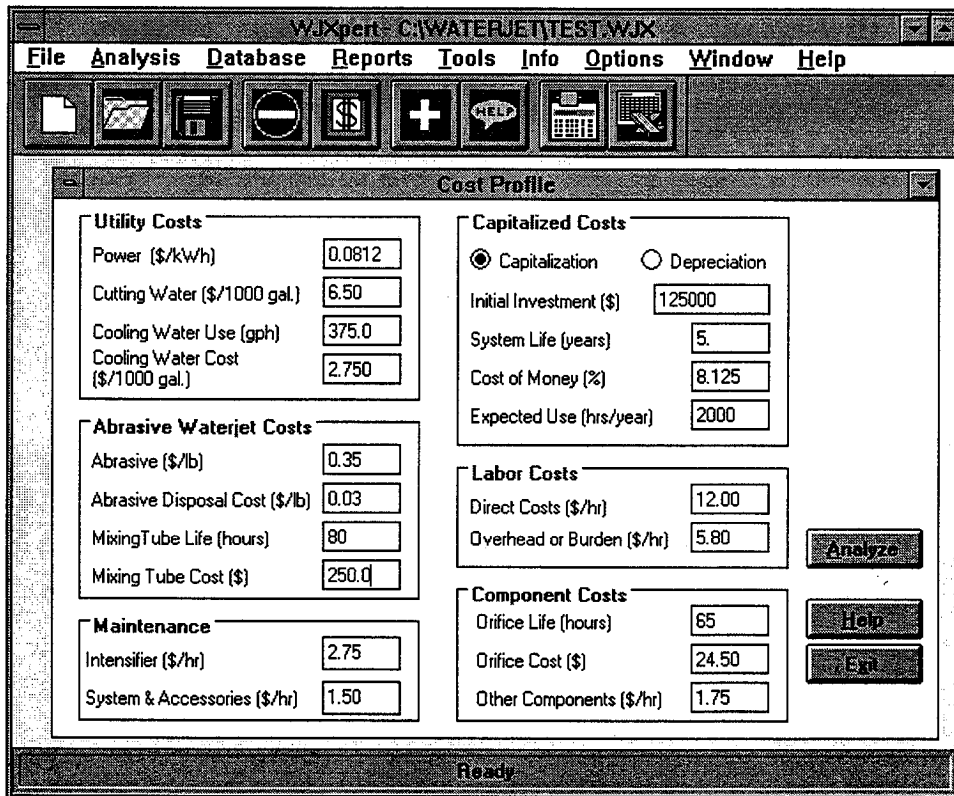 WJXpert - C:\WATERJET\TEST.WJX
File Analysis Database Reports Tools Info Options Window Help
HELP
Cost Profile
Utility Costs
Power ($/kWh) 0.0812
Cutting Water ($/1000 gal.) 6.50
Cooling Water Use (gph) 375.0
Cooling Water Cost
($/1000 gal.) 2.750
Abrasive Waterjet Costs
Abrasive ($/lb) 0.35
Abrasive Disposal Cost ($/lb) 0.03
MixingTube Life (hours) 80
Mixing Tube Cost ($) 250.0
Maintenance
Intensifier ($/hr) 2.75
System & Accessories ($/hr) 1.50
Capitalized Costs
Capitalization Depreciation
Initial Investment ($) 125000
System Life (years) 5.
Cost of Money (%) 8.125
Expected Use (hrs/year) 2000
Labor Costs
Direct Costs ($/hr) 12.00
Overhead or Burden ($/hr) 5.80
Component Costs
Orifice Life (hours) 65
Orifice Cost ($) 24.50
Other Components ($/hr) 1.75
Analyze
Help
Exit
Ready